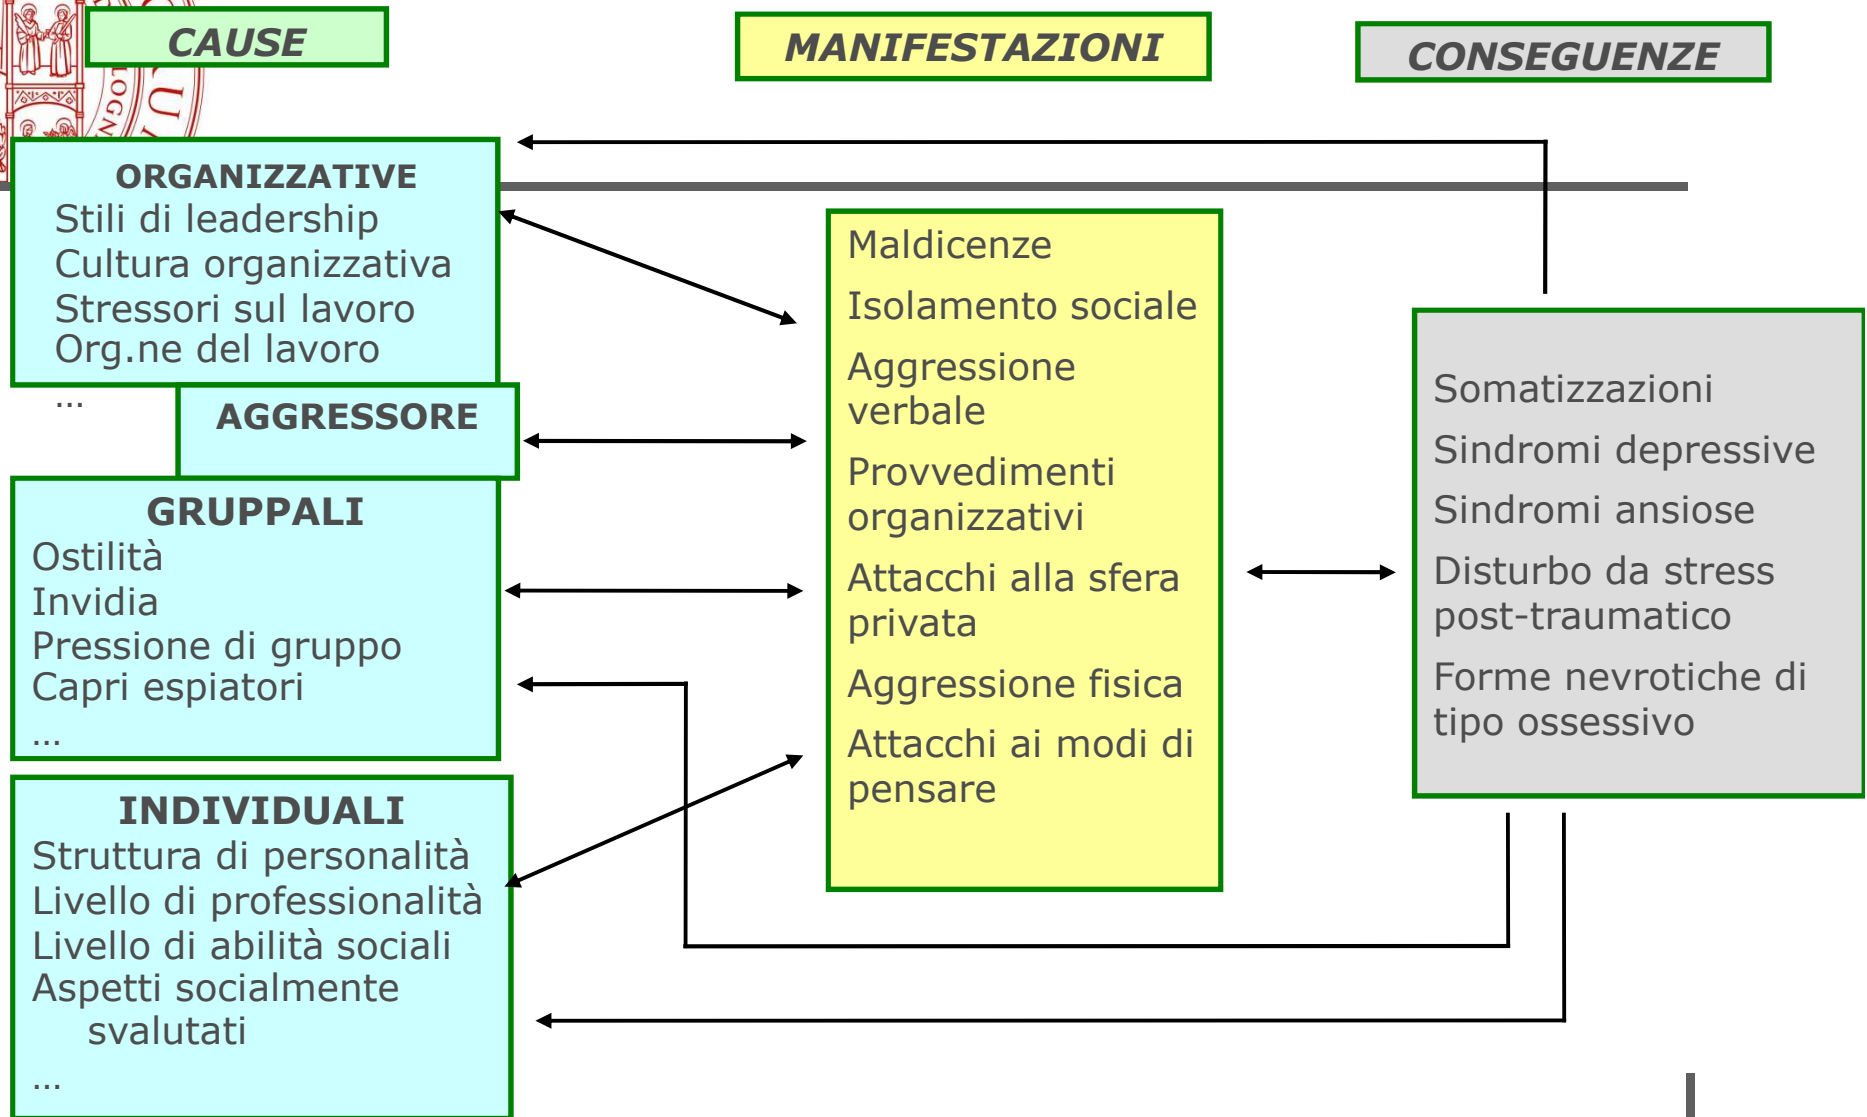 CAUSE
MANIFESTAZIONI
CONSEGUENZE
ORGANIZZATIVE
Stili di leadership
Cultura organizzativa
Stressori sul lavoro
Org.ne del lavoro
…
AGGRESSORE
GRUPPALI
Ostilità
Invidia
Pressione di gruppo
Capri espiatori
…
INDIVIDUALI
Struttura di personalità
Livello di professionalità
Livello di abilità sociali
Aspetti socialmente
svalutati
…
Maldicenze
Isolamento sociale
Aggressione
verbale
Provvedimenti
organizzativi
Attacchi alla sfera
privata
Aggressione fisica
Attacchi ai modi di
pensare
Somatizzazioni
Sindromi depressive
Sindromi ansiose
Disturbo da stress
post-traumatico
Forme nevrotiche di
tipo ossessivo